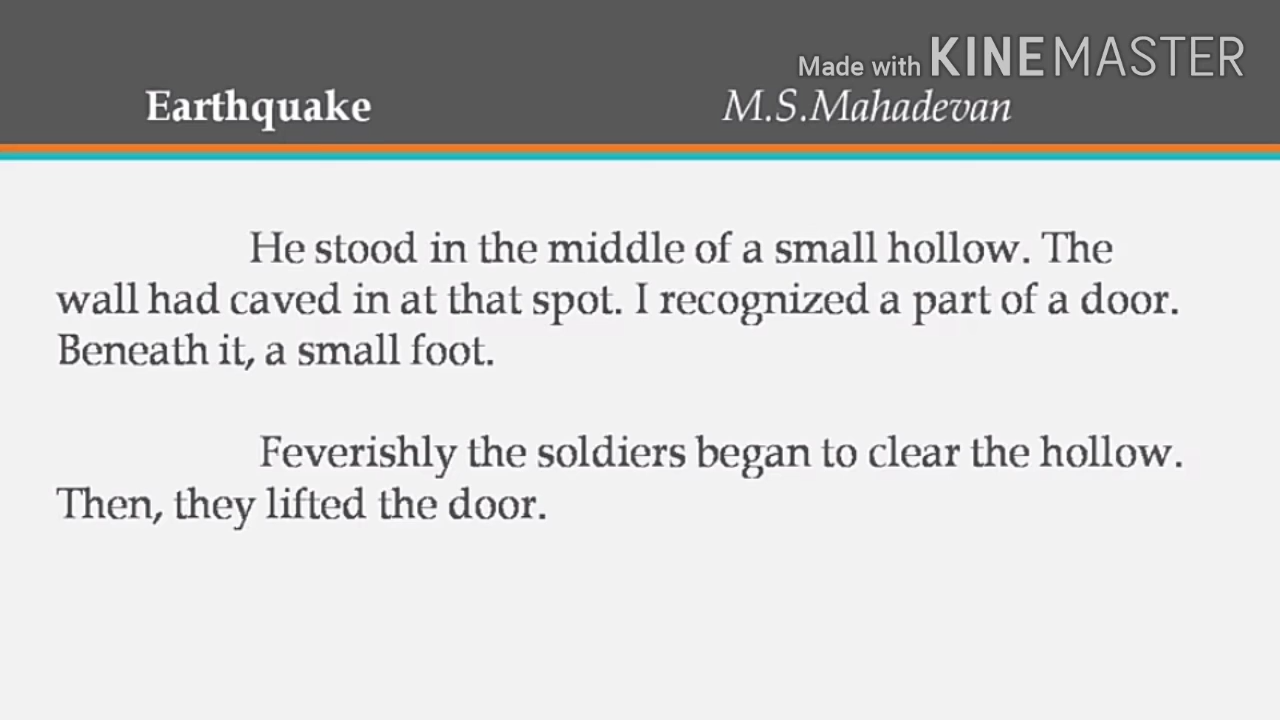 Made with KINEMASTER
Earthquake M.S.Mahadevan
He stood in the middle of a small hollow. The
wall had caved in at that spot. I recognized a part of a door.
Beneath it, a small foot.
Feverishly the soldiers began to clear the hollow.
Then, they lifted the door.